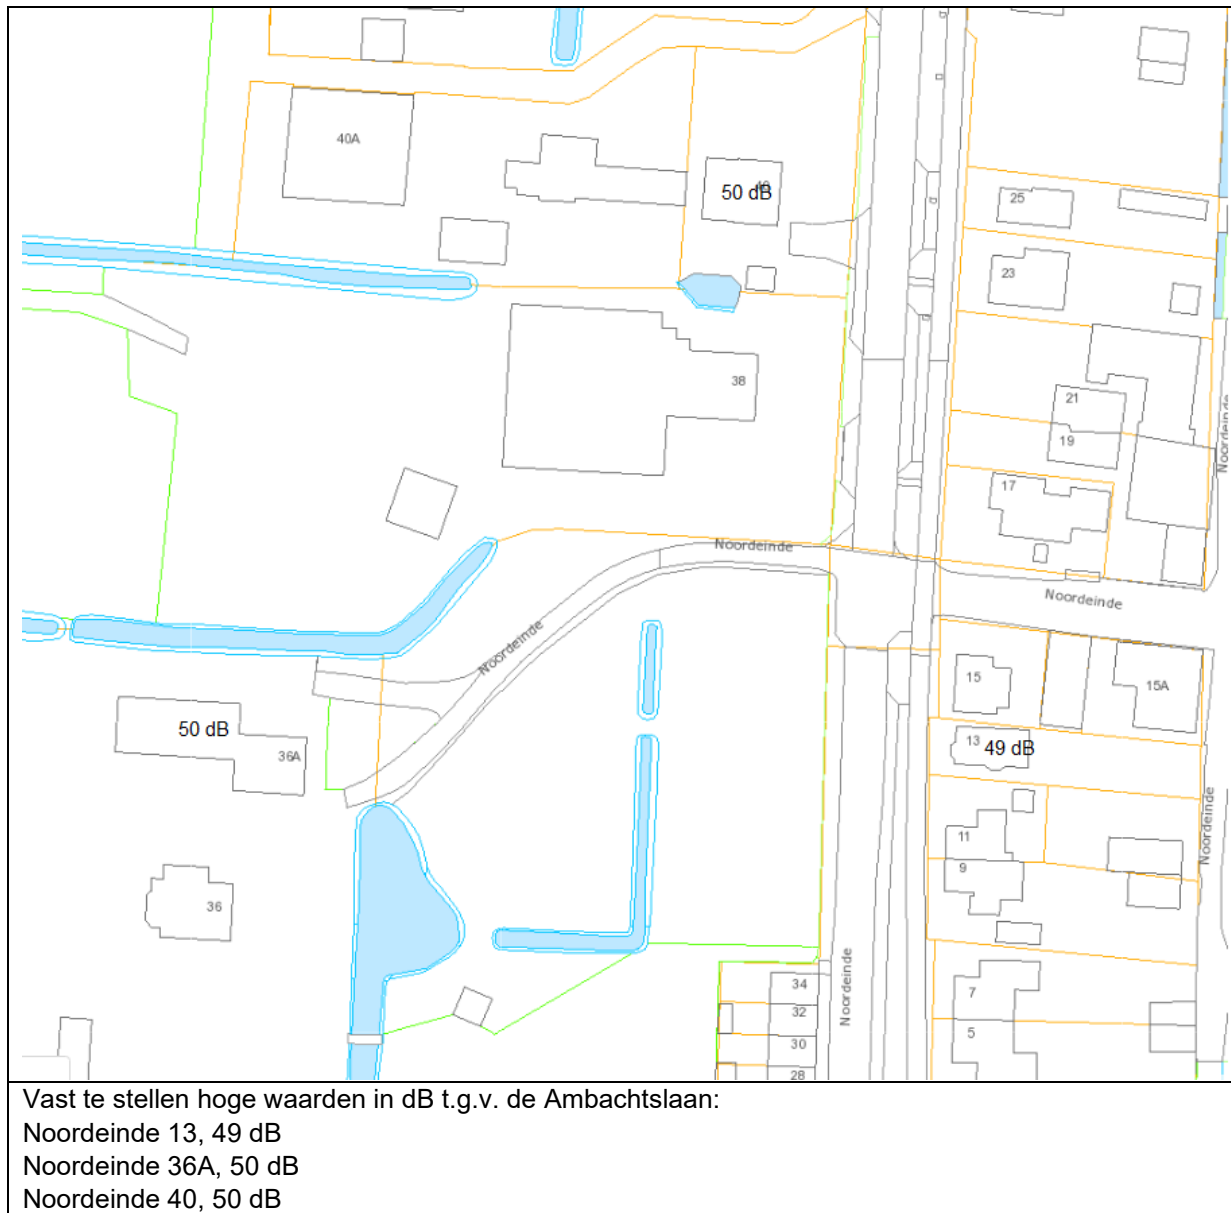 40A
50 dB
25
23
38
21
19
17
Noordeinde
Noordeinde
Noordeinde
Noordeinde
15
15A
50 dB
36A
13 49 dB
Noordeinde
11
9
36
Noordeinde
7
34
32
5
30
28
Vast te stellen hoge waarden in dB t.g.v. de Ambachtslaan:
Noordeinde 13, 49 dB
Noordeinde 36A, 50 dB
Noordeinde 40, 50 dB